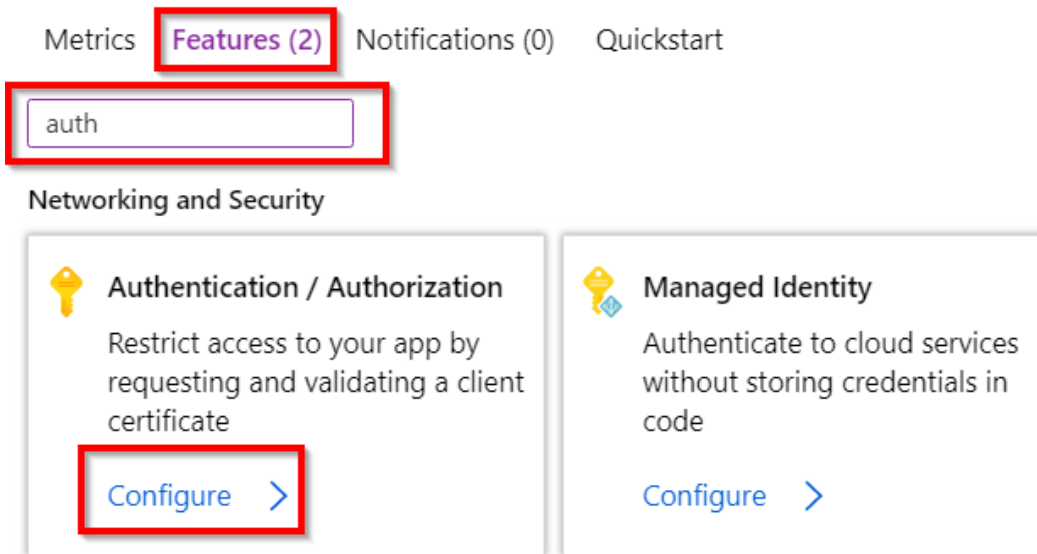 Metrics Features (2) Notifications (0) Quickstart
auth
Networking and Security
Authentication / Authorization
Restrict access to your app by
requesting and validating a client
certificate
Configure
Managed Identity
Authenticate to cloud services
without storing credentials in
code
Configure